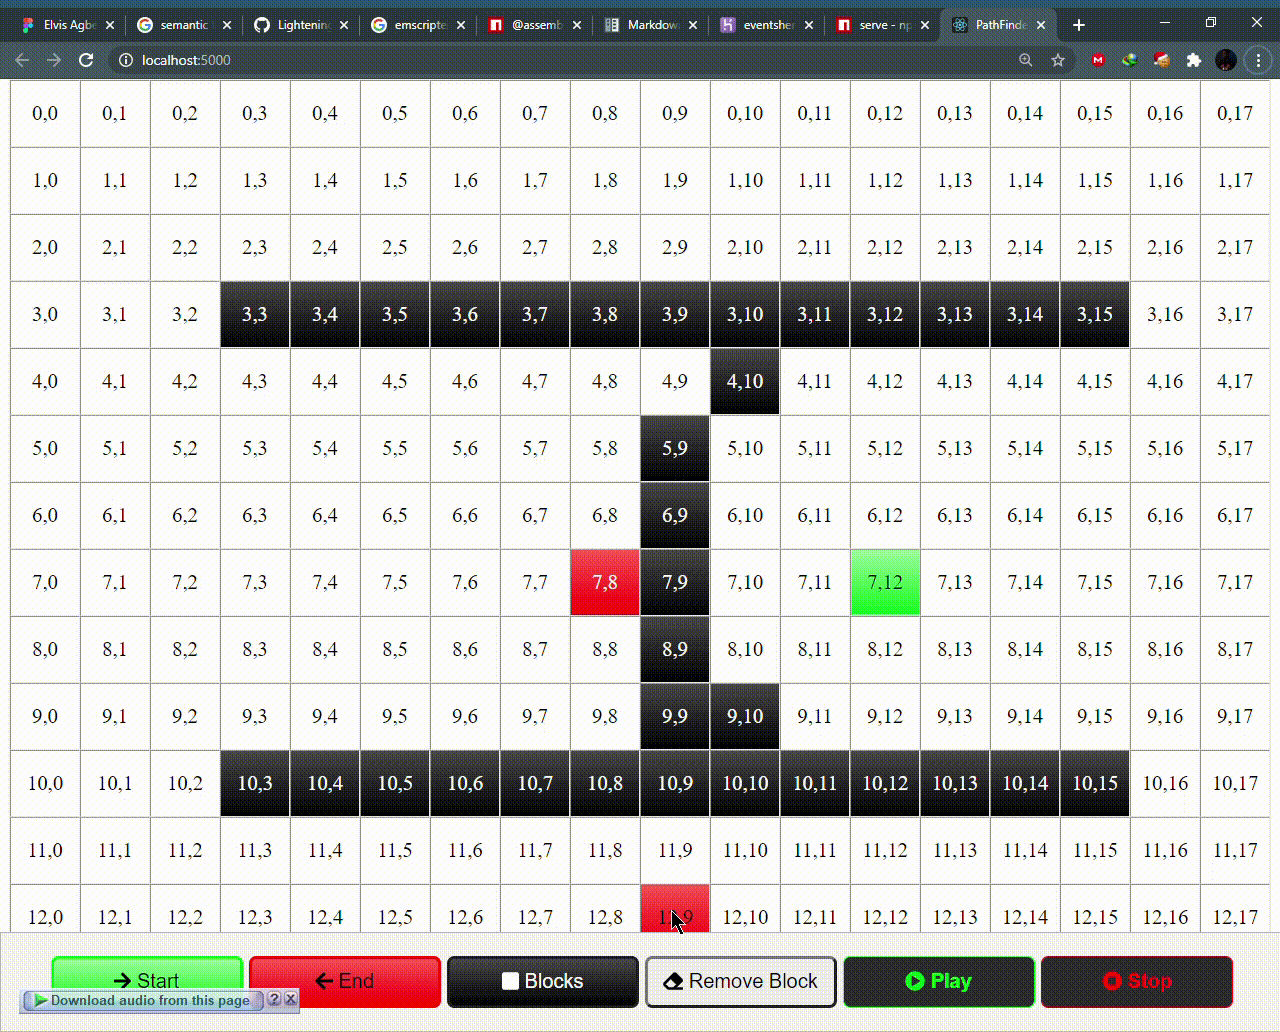 Elvis Agbe semantic Lightening emscripte @assemb Markdow eventshe serve - np PathFinde
localhost:5000
0,0 0,1 0,2 0,3 0,4 0,5 0,6 0,7 0,8 0,9 0,10 0,11 0,12 0,13 0,14 0,15 0,16 0,17
1,0 1,1 1,2 1,3 1,4 1,5 1,6 1,7 1,8 1,9 1,10 1,11 1,12 1,13 1,14 1,15 1,16 1,17
2,0 2,1 2,2 2,3 2,4 2,5 2,6 2,7 2,8 2,9 2,10 2,11 2,12 2,13 2,14 2,15 2,16 2,17
3,0 3,1 3,2 3,3 3,4 3,5 3,6 3,7 3,8 3,9 3,10 3,11 3,12 3,13 3,14 3,15 3,16 3,17
4,0 4,1 4,2 4,3 4,4 4,5 4,6 4,7 4,8 4,9 4,10 4,11 4,12 4,13 4,14 4,15 4,16 4,17
5,0 5,1 5,2 5,3 5,4 5,5 5,6 5,7 5,8 5,9 5,10 5,11 5,12 5,13 5,14 5,15 5,16 5,17
6,0 6,1 6,2 6,3 6,4 6,5 6,6 6,7 6,8 6,9 6,10 6,11 6,12 6,13 6,14 6,15 6,16 6,17
7,0 7,1 7,2 7,3 7,4 7,5 7,6 7,7 7,8 7,9 7,10 7,11 7,12 7,13 7,14 7,15 7,16 7,17
8,0 8,1 8,2 8,3 8,4 8,5 8,6 8,7 8,8 8,9 8,10 8,11 8,12 8,13 8,14 8,15 8,16 8,17
9,0 9,1 9,2 9,3 9,4 9,5 9,6 9,7 9,8 9,9 9,10 9,11 9,12 9,13 9,14 9,15 9,16 9,17
10,0 10,1 10,2 10,3 10,4 10,5 10,6 10,7 10,8 10,9 10,10 10,11 10,12 10,13 10,14 10,15 10,16 10,17
11,0 11,1 11,2 11,3 11,4 11,5 11,6 11,7 11,8 11,9 11,10 11,11 11,12 11,13 11,14 11,15 11,16 11,17
12,0 12,1 12,2 12,3 12,4 12,5 12,6 12,7 12,8 12,9 12,10 12,11 12,12 12,13 12,14 12,15 12,16 12,17
Start End Blocks Remove Block Play Stop
Download audio from this page ? X